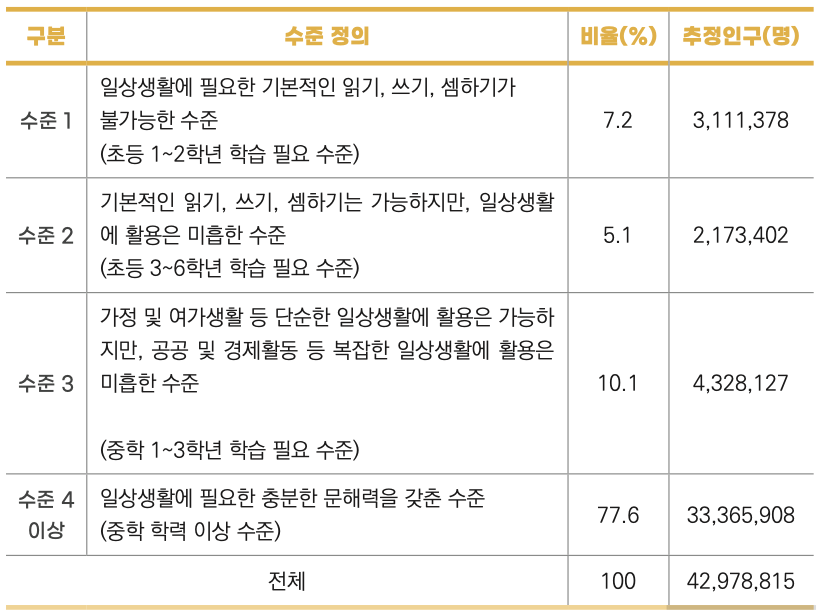 구분 수준 정의 비율(%) 추정인구(명)
일상생활에 필요한 기본적인 읽기, 쓰기, 셈하기가
수준 1 불가능한 수준 7.2 3,111,378
(초등 1~2학년 학습 필요 수준)
기본적인 읽기, 쓰기, 셈하기는 가능하지만, 일상생활
수준 2 에 활용은 미흡한 수준 5.1 2,173,402
(초등 3~6학년 학습 필요 수준)
가정 및 여가생활 등 단순한 일상생활에 활용은 가능하
지만, 공공 및 경제활동 등 복잡한 일상생활에 활용은
수준 3 미흡한 수준 10.1 4,328,127
(중학 1~3학년 학습 필요 수준)
수준 4 일상생활에 필요한 충분한 문해력을 갖춘 수준 77.6 33,365,908
이상 (중학 학력 이상 수준)
전체 100 42,978,815